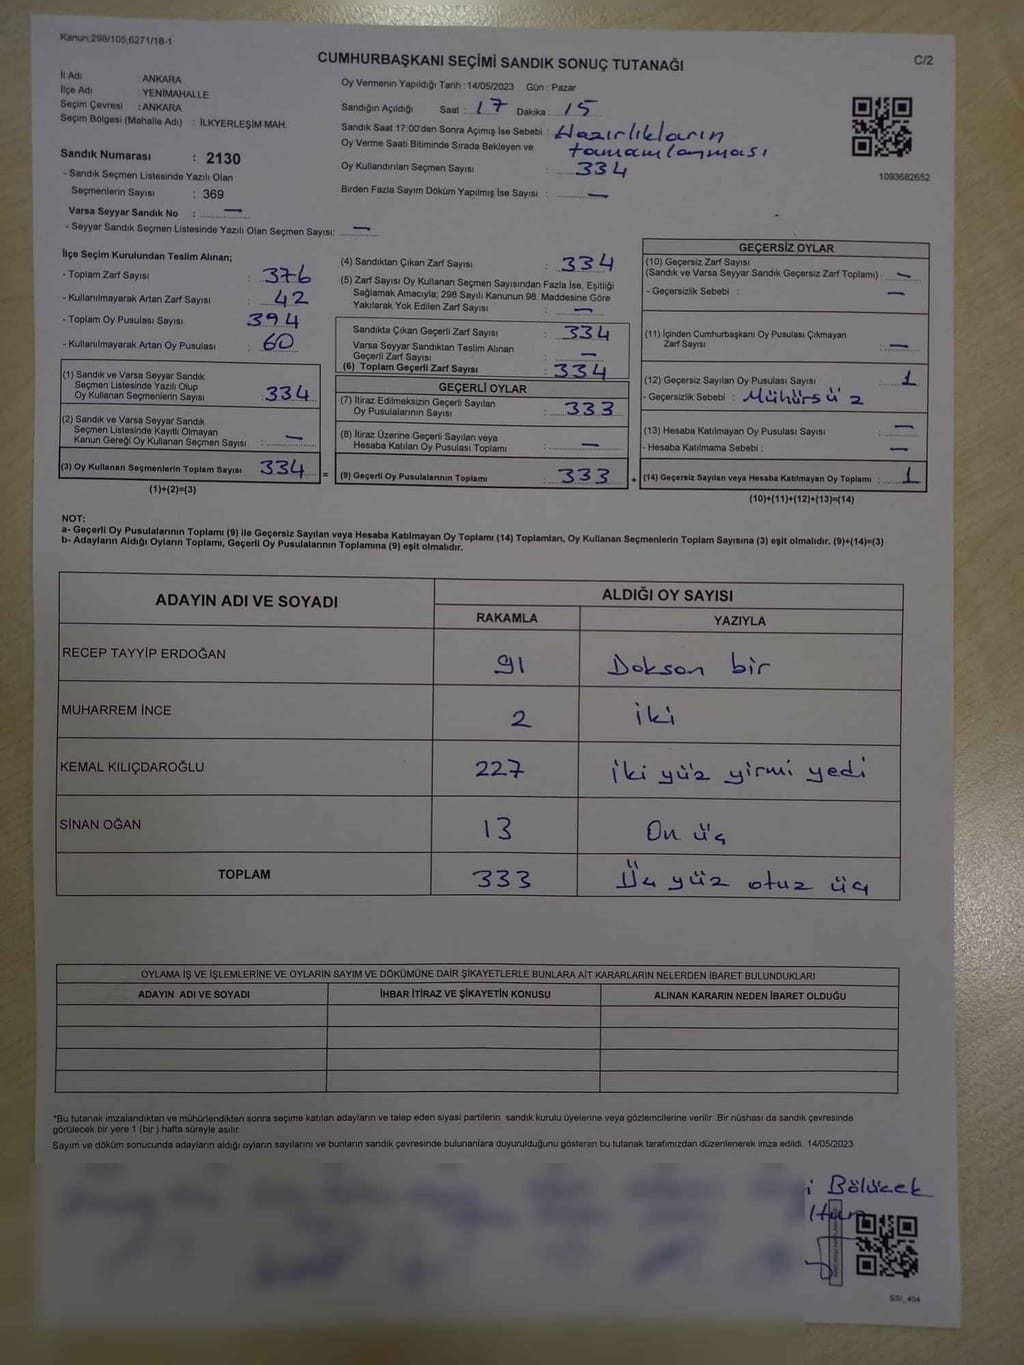 Kanun,298/105,6271/18-1
C/2
CUMHURBAŞKANI SEÇİMİ SANDIK SONUÇ TUTANAĞI
İl Adı : ANKARA
İlçe Adı : YENİMAHALLE
Seçim Çevresi : ANKARA
Seçim Bölgesi (Mahalle Adı) : İLKYERLEŞİM MAH.
Sandık Numarası : 2130
- Sandık Seçmen Listesinde Yazılı Olan
Seçmenlerin Sayısı : 369
Varsa Seyyar Sandık No : —
- Seyyar Sandık Seçmen Listesinde Yazılı Olan Seçmen Sayısı: —
Oy Vermenin Yapıldığı Tarih : 14/05/2023 Gün : Pazar
Sandığın Açıldığı Saat : 17 Dakika : 15
Sandık Saat 17:00'den Sonra Açımış İse Sebebi : Hazırlıkların
Oy Verme Saati Bitiminde Sırada Bekleyen ve tamamlanması
Oy Kullandırılan Seçmen Sayısı : 334
Birden Fazla Sayım Döküm Yapılmış İse Sayısı : —
1093682652
İlçe Seçim Kurulundan Teslim Alınan;
- Toplam Zarf Sayısı : 376
- Kullanılmayarak Artan Zarf Sayısı : 42
- Toplam Oy Pusulası Sayısı : 394
- Kullanılmayarak Artan Oy Pusulası : 60
(1) Sandık ve Varsa Seyyar Sandık
Seçmen Listesinde Yazılı Olup
Oy Kullanan Seçmenlerin Sayısı : 334
(2) Sandık ve Varsa Seyyar Sandık
Seçmen Listesinde Kayıtlı Olmayan
Kanun Gereği Oy Kullanan Seçmen Sayısı : —
(3) Oy Kullanan Seçmenlerin Toplam Sayısı 334 =
(1)+(2)=(3)
(4) Sandıktan Çıkan Zarf Sayısı : 334
(5) Zarf Sayısı Oy Kullanan Seçmen Sayısından Fazla İse, Eşitliği
Sağlamak Amacıyla; 298 Sayılı Kanunun 98. Maddesine Göre
Yakılarak Yok Edilen Zarf Sayısı : —
Sandıkta Çıkan Geçerli Zarf Sayısı : 334
Varsa Seyyar Sandıktan Teslim Alınan
Geçerli Zarf Sayısı : —
(6) Toplam Geçerli Zarf Sayısı : 334
GEÇERLİ OYLAR
(7) İtiraz Edilmeksizin Geçerli Sayılan
Oy Pusulalarının Sayısı : 333
(8) İtiraz Üzerine Geçerli Sayılan veya
Hesaba Katılan Oy Pusulası Toplamı : —
(9) Geçerli Oy Pusulalarının Toplamı : 333 +
GEÇERSİZ OYLAR
(10) Geçersiz Zarf Sayısı
(Sandık ve Varsa Seyyar Sandık Geçersiz Zarf Toplamı) : —
- Geçersizlik Sebebi : —
(11) İçinden Cumhurbaşkanı Oy Pusulası Çıkmayan
Zarf Sayısı : —
(12) Geçersiz Sayılan Oy Pusulası Sayısı : 1
- Geçersizlik Sebebi : Mühürsüz
(13) Hesaba Katılmayan Oy Pusulası Sayısı : —
- Hesaba Katılmama Sebebi : —
(14) Geçersiz Sayılan veya Hesaba Katılmayan Oy Toplamı : 1
(10)+(11)+(12)+(13)=(14)
NOT:
a- Geçerli Oy Pusulalarının Toplamı (9) ile Geçersiz Sayılan veya Hesaba Katılmayan Oy Toplamı (14) Toplamları, Oy Kullanan Seçmenlerin Toplam Sayısına (3) eşit olmalıdır. (9)+(14)=(3)
b- Adayların Aldığı Oyların Toplamı, Geçerli Oy Pusulalarının Toplamına (9) eşit olmalıdır.
ADAYIN ADI VE SOYADI ALDIĞI OY SAYISI
RAKAMLA YAZIYLA
RECEP TAYYİP ERDOĞAN 91 Doksan bir
MUHARREM İNCE 2 iki
KEMAL KILIÇDAROĞLU 227 iki yüz yirmi yedi
SİNAN OĞAN 13 On üç
TOPLAM 333 Üç yüz otuz üç
OYLAMA İŞ VE İŞLEMLERİNE VE OYLARIN SAYIM VE DÖKÜMÜNE DAİR ŞİKAYETLERLE BUNLARA AİT KARARLARIN NELERDEN İBARET BULUNDUKLARI
ADAYIN ADI VE SOYADI İHBAR İTİRAZ VE ŞİKAYETİN KONUSU ALINAN KARARIN NEDEN İBARET OLDUĞU
*Bu tutanak imzalandıktan ve mühürlendikten sonra seçime katılan adayların ve talep eden siyasi partilerin sandık kurulu üyelerine veya gözlemcilerine verilir. Bir nüshası da sandık çevresinde
görülecek bir yere 1 (bir) hafta süreyle asılır.
Sayım ve döküm sonucunda adayların aldığı oyların sayılarını ve bunların sandık çevresinde bulunanlara duyurulduğunu gösteren bu tutanak tarafımızdan düzenlenerek imza edildi. 14/05/2023
i Bölücek